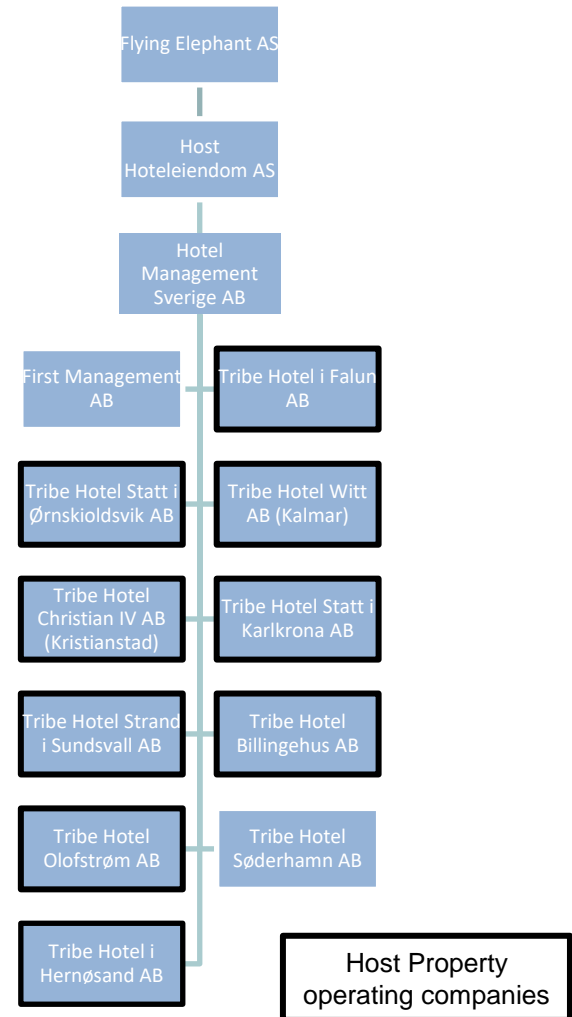 Flying Elephant AS
Host
Hoteleiendom AS
Hotel
Management
Sverige AB
First Management
AB
Tribe Hotel i Falun
AB
Tribe Hotel Statt i
Ørnskioldsvik AB
Tribe Hotel Witt
AB (Kalmar)
Tribe Hotel
Christian IV AB
(Kristianstad)
Tribe Hotel Statt i
Karlkrona AB
Tribe Hotel Strand
i Sundsvall AB
Tribe Hotel
Billingehus AB
Tribe Hotel
Olofstrøm AB
Tribe Hotel
Søderhamn AB
Tribe Hotel i
Hernøsand AB
Host Property
operating companies